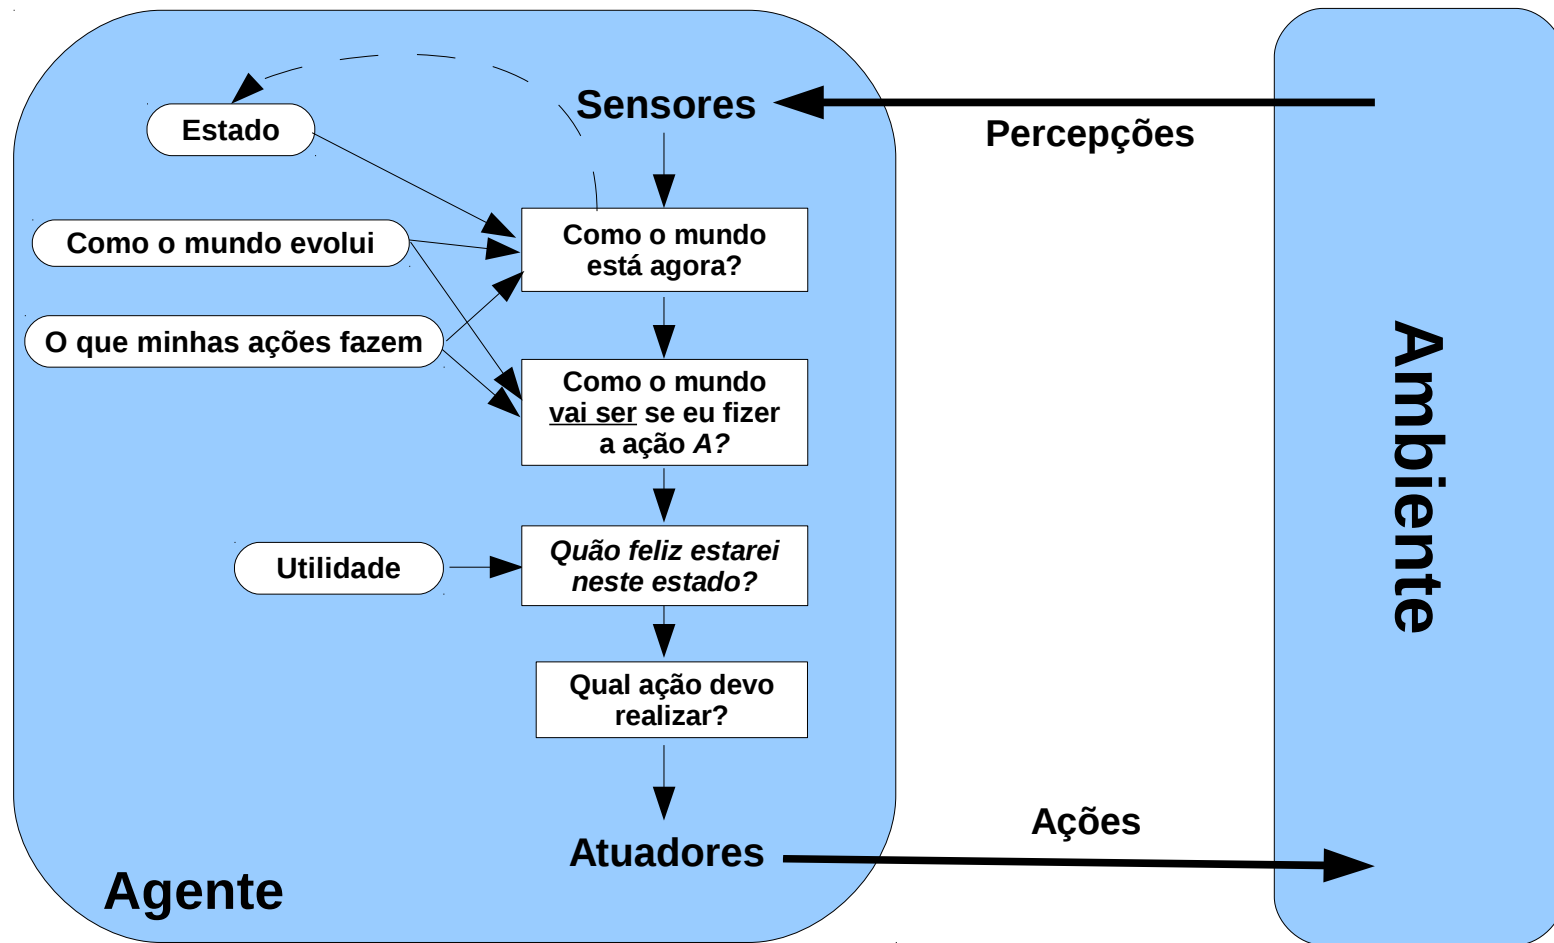 Sensores
Estado
Percepções
Como o mundo evolui
Como o mundo
está agora?
O que minhas ações fazem
Como o mundo
vai ser se eu fizer
a ação A?
Utilidade
Quão feliz estarei
neste estado?
Qual ação devo
realizar?
Atuadores
Ações
Agente
Ambiente